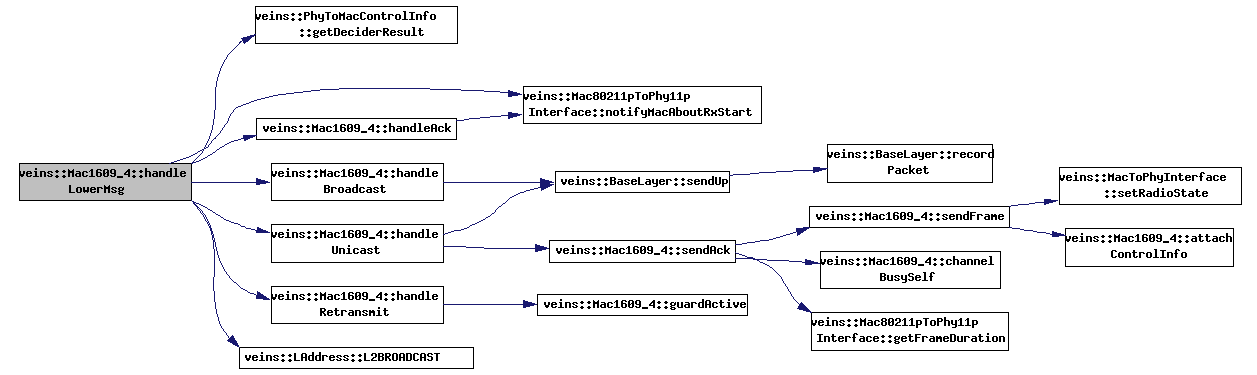 veins::PhyToMacControlInfo
::getDeciderResult
veins::Mac80211pToPhy11p
Interface::notifyMacAboutRxStart
veins::Mac1609_4::handleAck
veins::Mac1609_4::handle
LowerMsg
veins::Mac1609_4::handle
Broadcast
veins::BaseLayer::sendUp
veins::BaseLayer::record
Packet
veins::MacToPhyInterface
::setRadioState
veins::Mac1609_4::handle
Unicast
veins::Mac1609_4::sendAck
veins::Mac1609_4::sendFrame
veins::Mac1609_4::attach
ControlInfo
veins::Mac1609_4::channel
BusySelf
veins::Mac1609_4::handle
Retransmit
veins::Mac1609_4::guardActive
veins::Mac80211pToPhy11p
Interface::getFrameDuration
veins::LAddress::L2BROADCAST